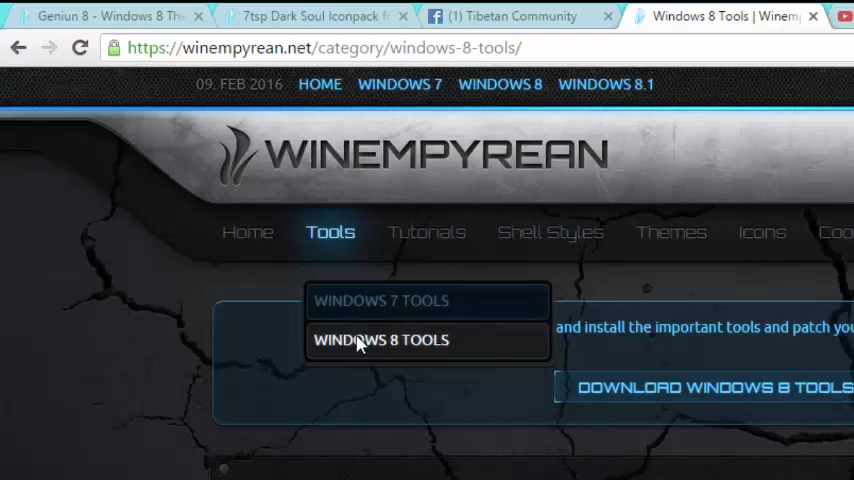 Geniun 8 - Windows 8 The
7tsp Dark Soul Iconpack fo
(1) Tibetan Community
Windows 8 Tools | Winemp
https://winempyrean.net/category/windows-8-tools/
09. FEB 2016 HOME WINDOWS 7 WINDOWS 8 WINDOWS 8.1
WINEMPYREAN
Home Tools Tutorials Shell Styles Themes Icons Coo
WINDOWS 7 TOOLS
and install the important tools and patch you
WINDOWS 8 TOOLS
DOWNLOAD WINDOWS 8 TOOLS